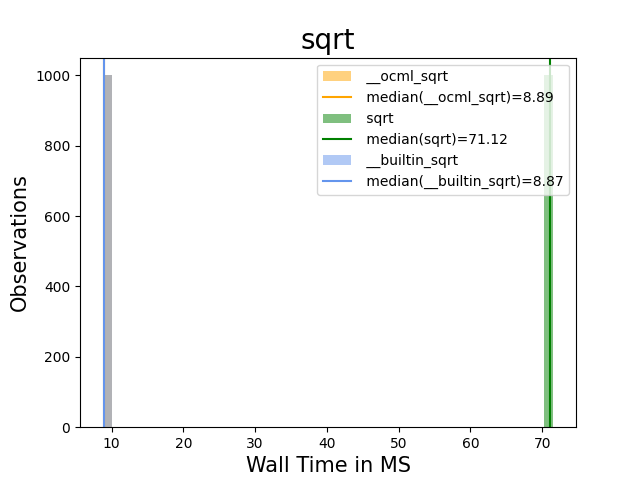 sqrt
Observations
1000
800
600
400
200
0
__ocml_sqrt
median(__ocml_sqrt)=8.89
sqrt
median(sqrt)=71.12
__builtin_sqrt
median(__builtin_sqrt)=8.87
10 20 30 40 50 60 70
Wall Time in MS